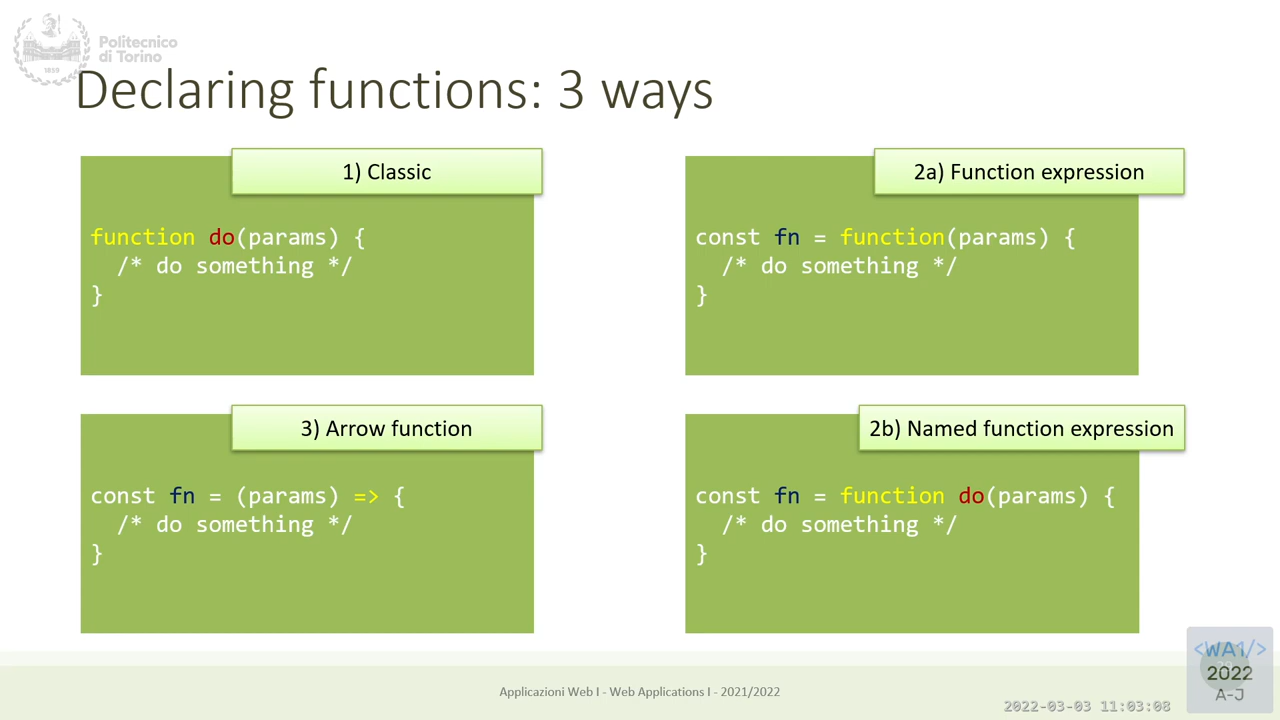 Politecnico
di Torino
1859
Declaring functions: 3 ways
1) Classic
function do(params) {
  /* do something */
}
2a) Function expression
const fn = function(params) {
  /* do something */
}
3) Arrow function
const fn = (params) => {
  /* do something */
}
2b) Named function expression
const fn = function do(params) {
  /* do something */
}
Applicazioni Web I - Web Applications I - 2021/2022
<WA1/>
2022
A-J
2022-03-03 11:03:08